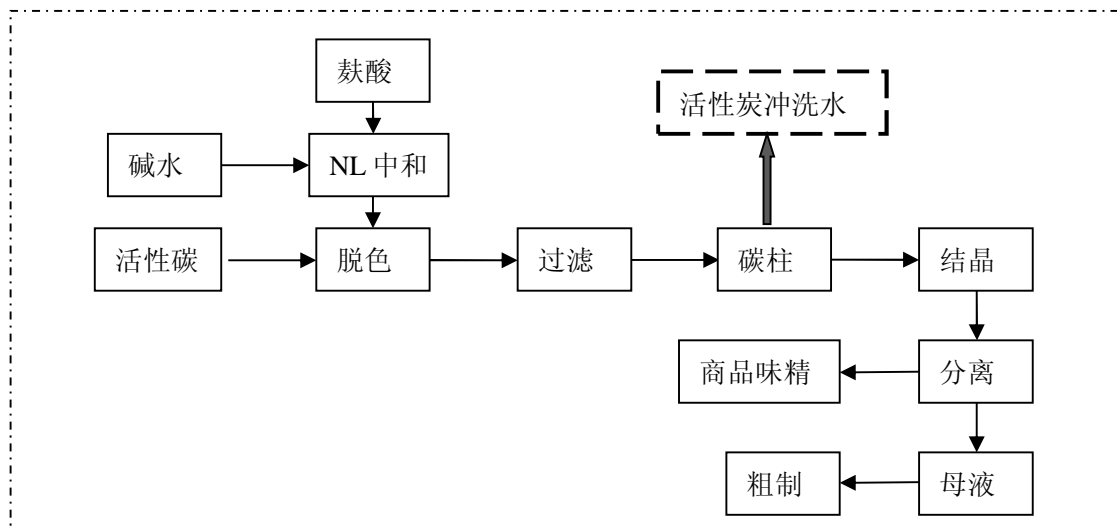 麸酸
活性炭冲洗水
碱水
NL 中和
活性碳
脱色
过滤
碳柱
结晶
商品味精
分离
粗制
母液